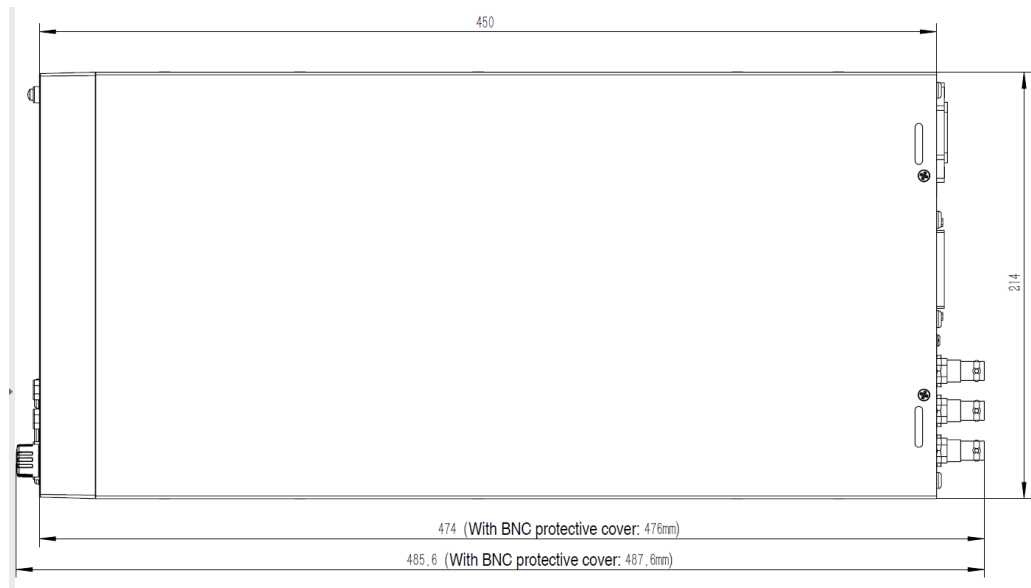 450
214
474 (With BNC protective cover: 476mm)
485.6 (With BNC protective cover: 487.6mm)